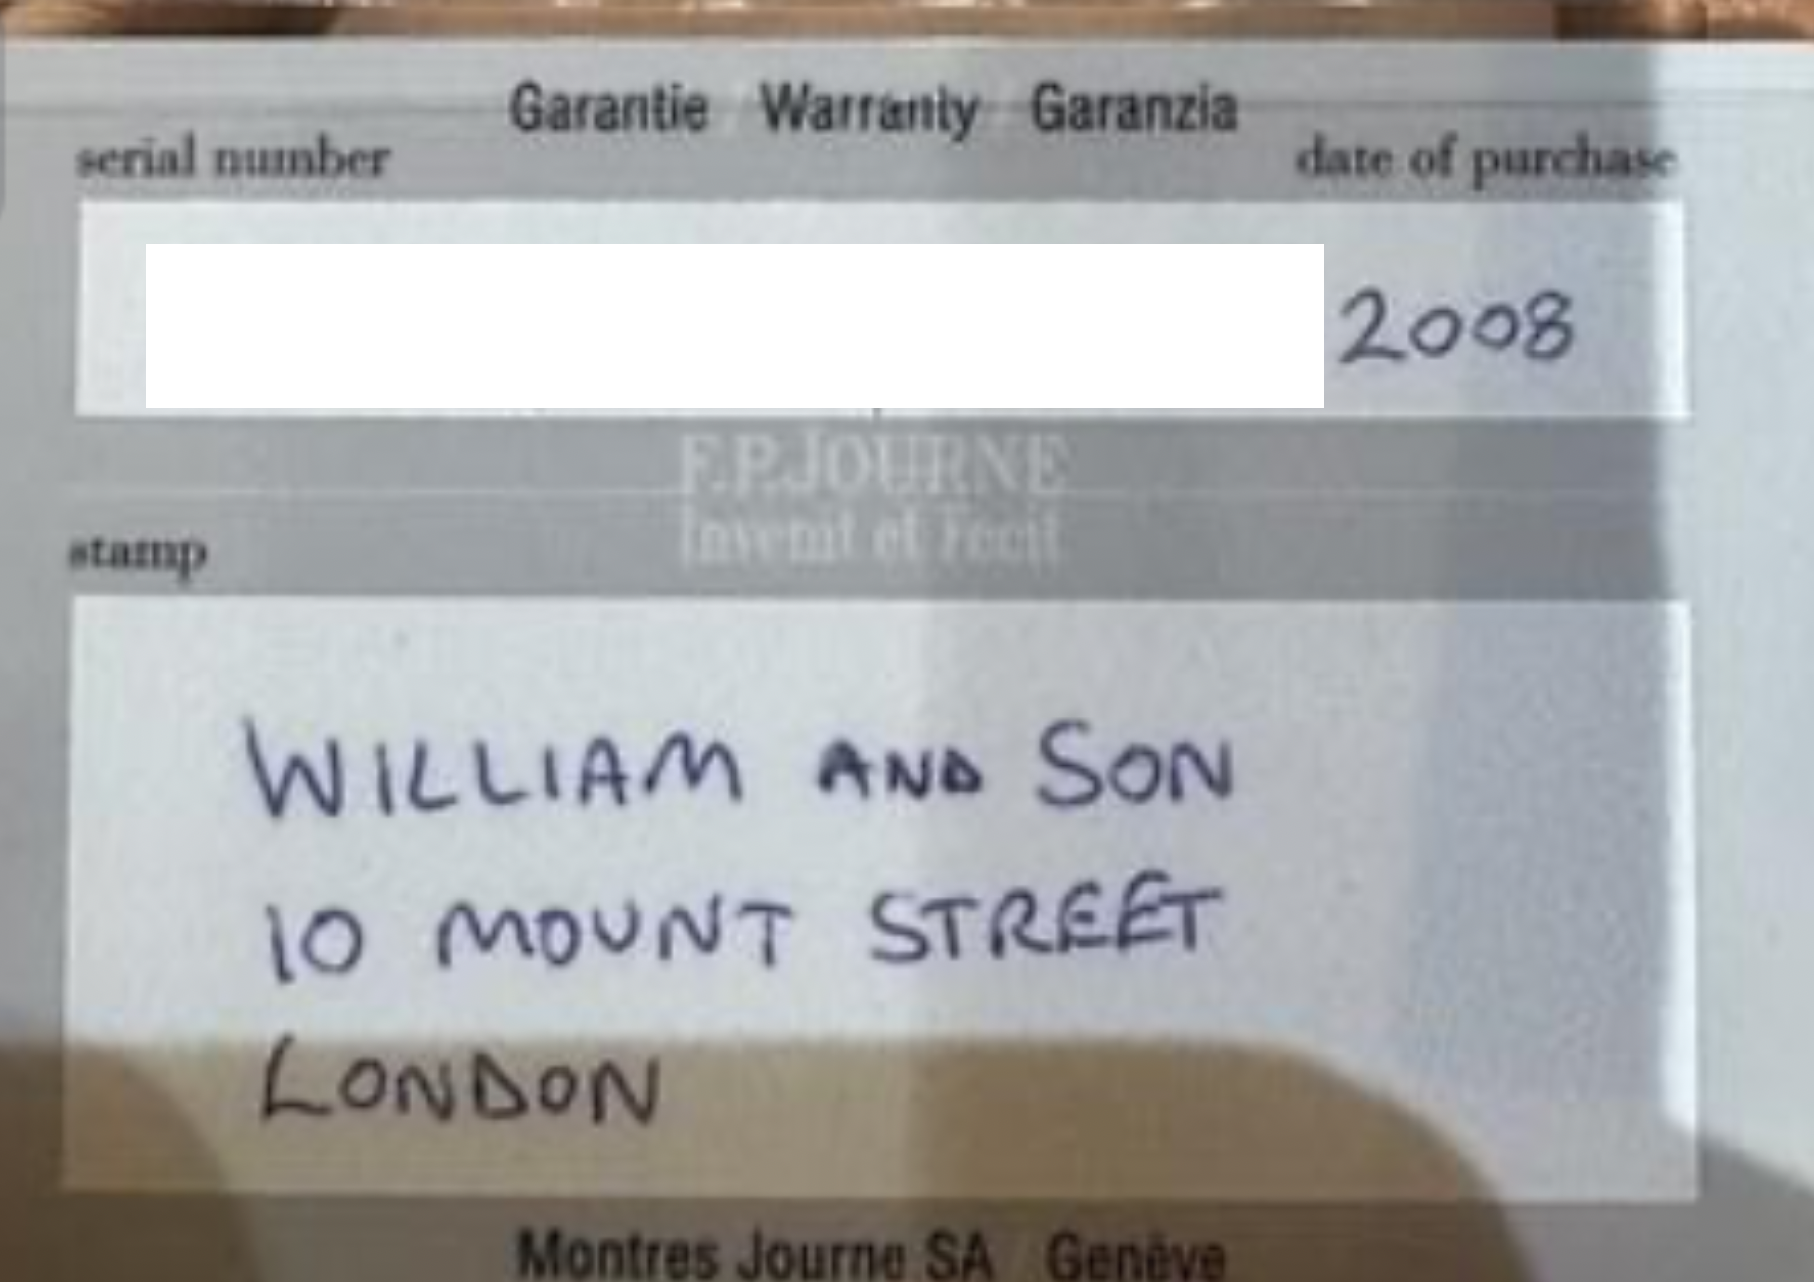 Garantie Warranty Garanzia
serial number date of purchase
2008
F.P.JOURNE
Invenit et Fecit
stamp
WILLIAM AND SON
10 MOUNT STREET
LONDON
Montres Journe SA Genève